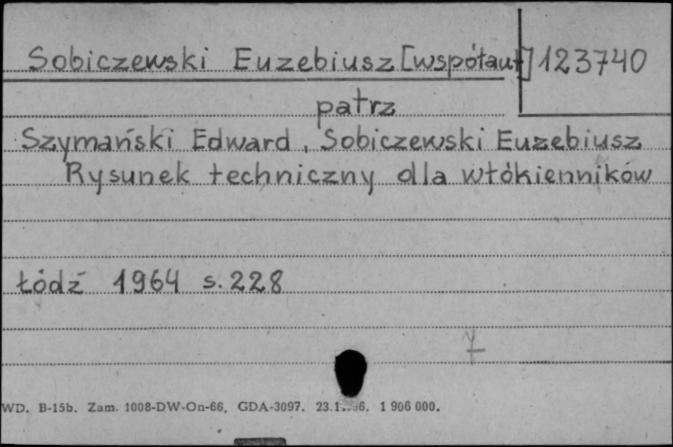 Sobiczewski Euzebiusz [współaut] 123740
patrz
Szymański Edward, Sobiczewski Euzebiusz
Rysunek techniczny dla włókienników
Łódź 1964 s. 228
WD. B-15b. Zam. 1008-DW-On-66. GDA-3097. 1 906 000.